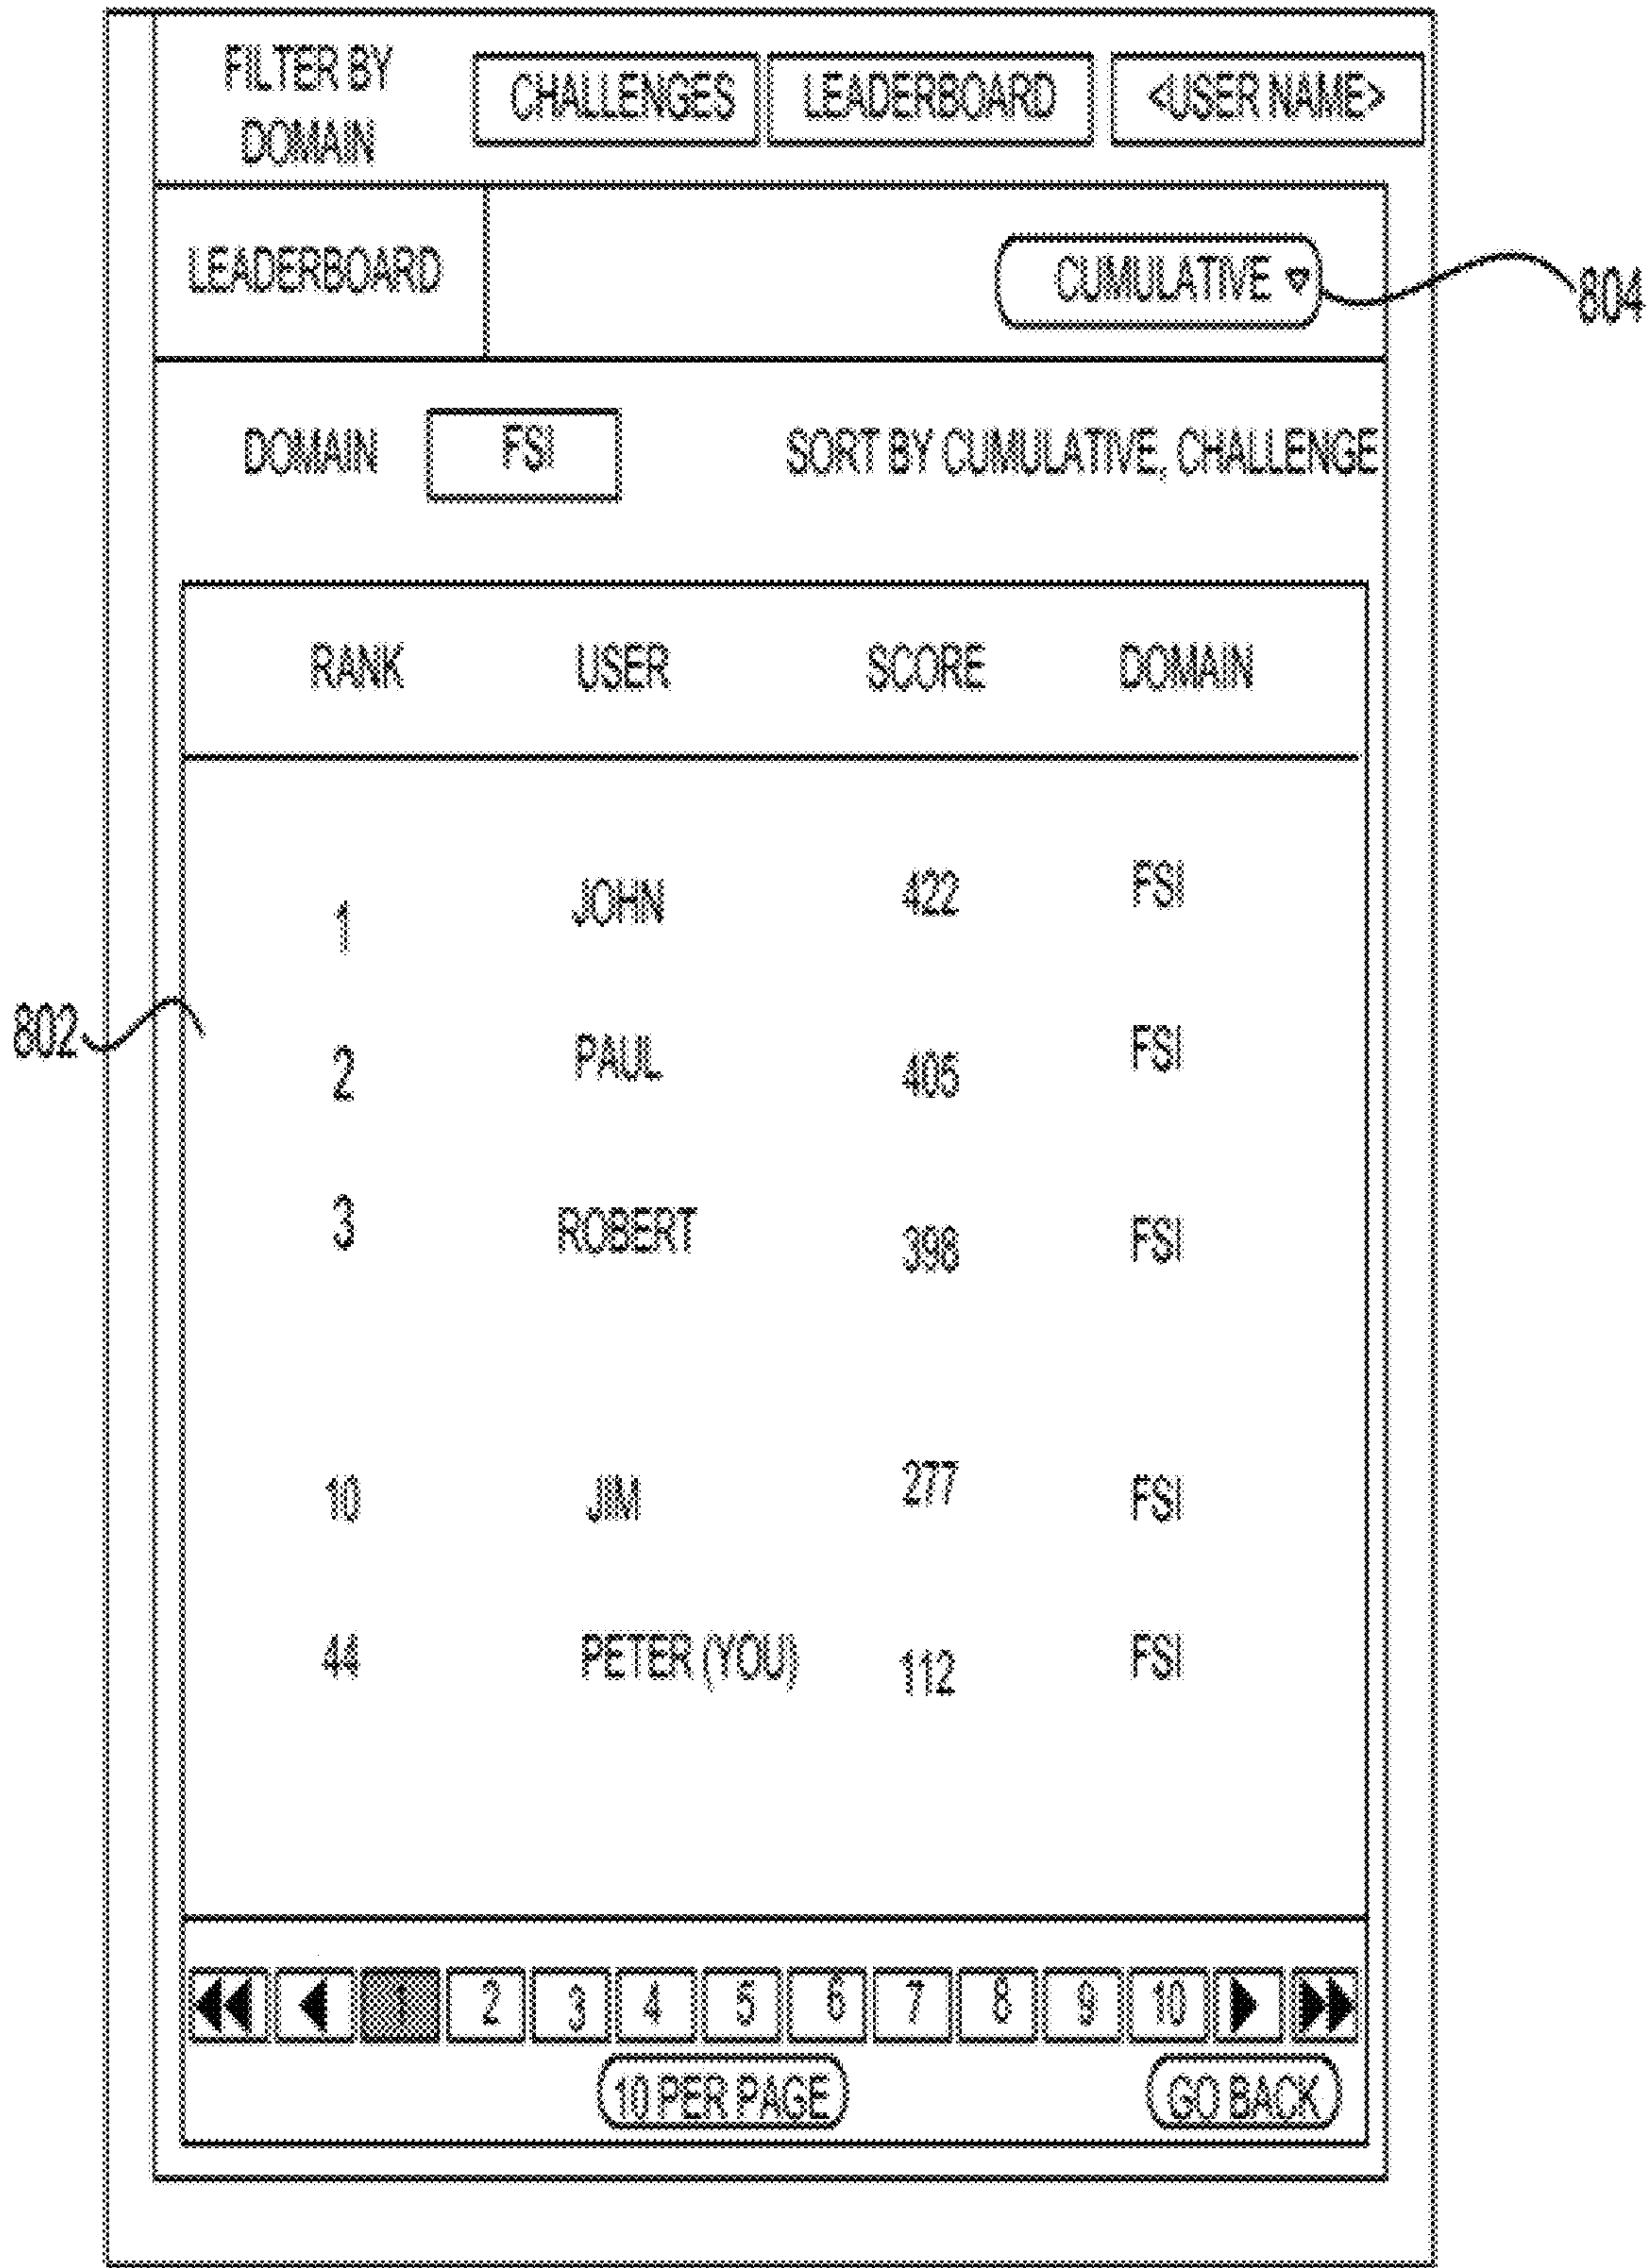 FILTER BY
DOMAIN
CHALLENGES
LEADERBOARD
<USER NAME>
LEADERBOARD
CUMULATIVE
804
DOMAIN FSI SORT BY CUMULATIVE, CHALLENGE
RANK USER SCORE DOMAIN
1 JOHN 422 FSI
802
2 PAUL 405 FSI
3 ROBERT 398 FSI
10 JIM 277 FSI
44 PETER (YOU) 112 FSI
1 2 3 4 5 6 7 8 9 10
10 PER PAGE GO BACK